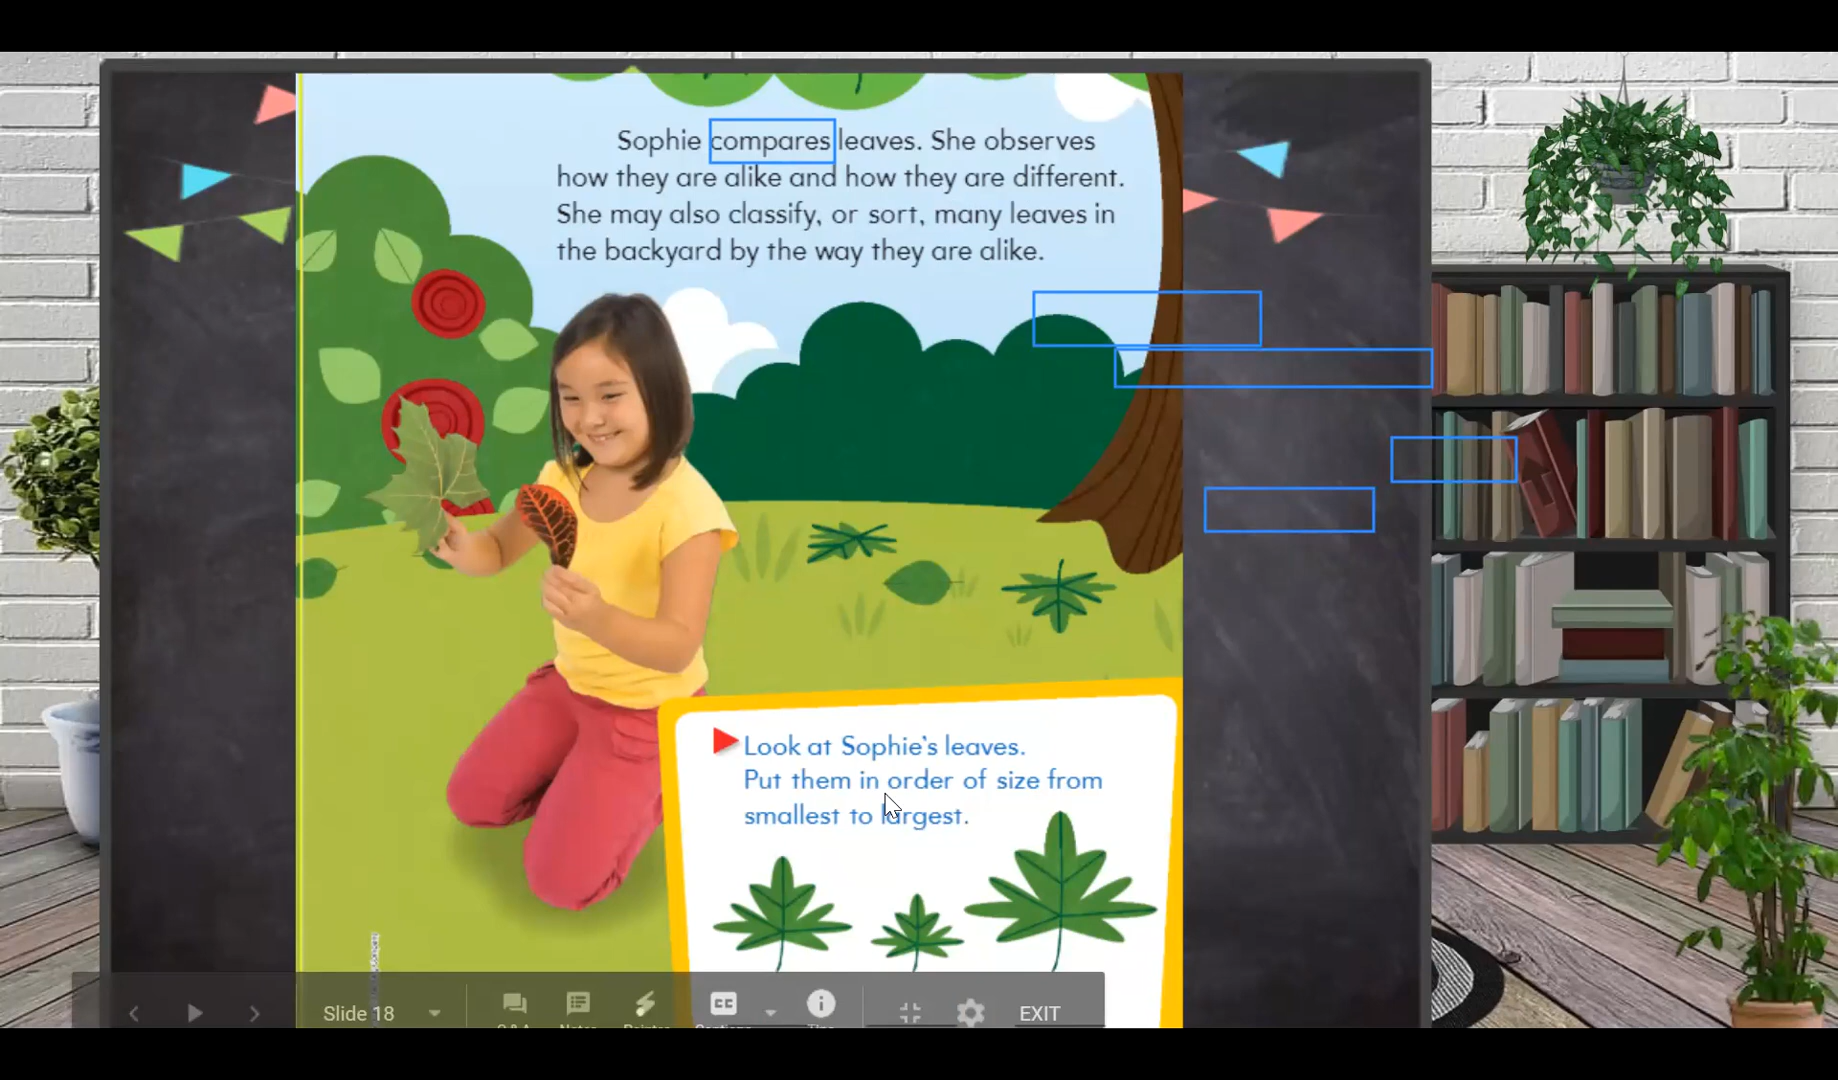 Sophie compares leaves. She observes
how they are alike and how they are different.
She may also classify, or sort, many leaves in
the backyard by the way they are alike.
Look at Sophie's leaves.
Put them in order of size from
smallest to largest.
Slide 18
CC
EXIT